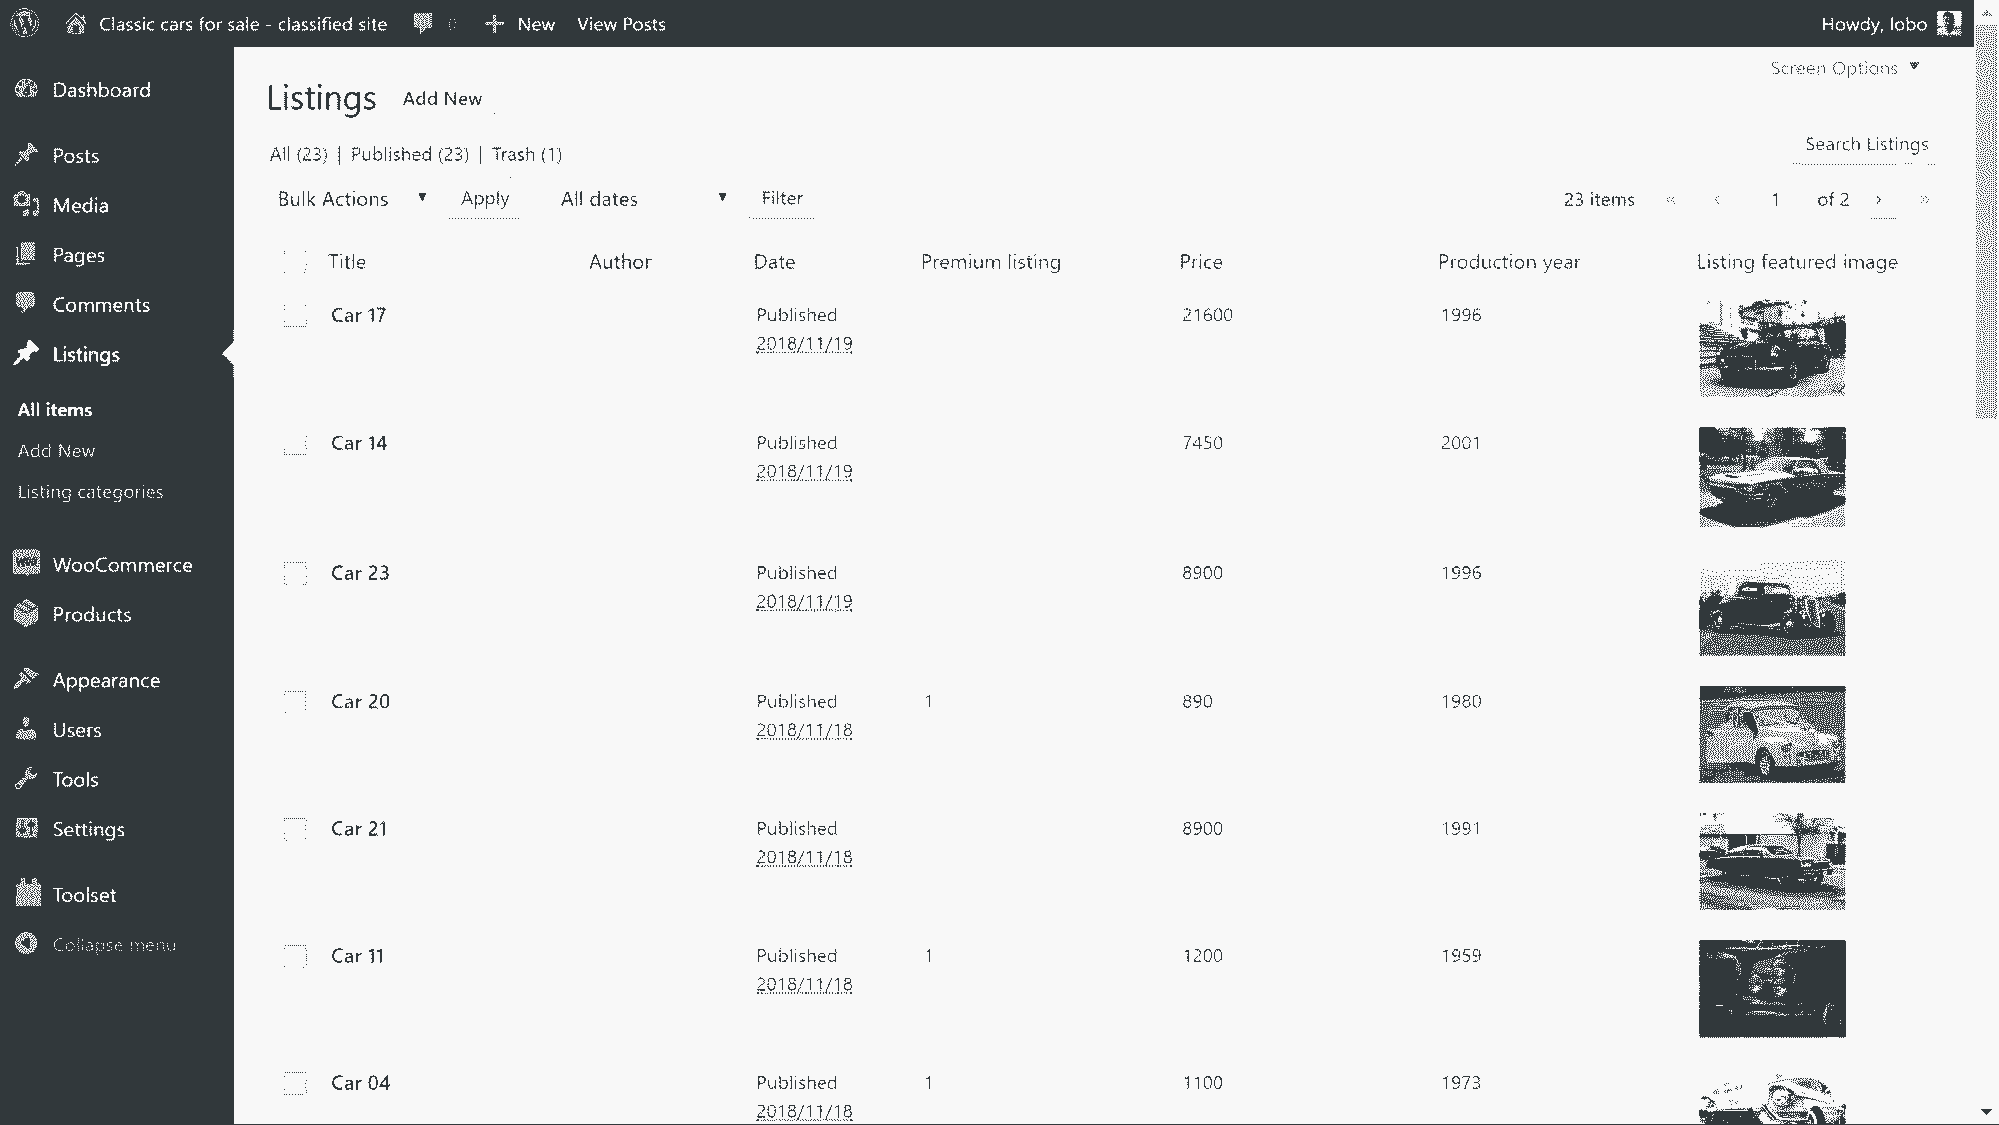 Classic cars for sale - classified site 0 New View Posts Howdy, lobo
Screen Options
Dashboard
Posts
Media
Pages
Comments
Listings
All items
Add New
Listing categories
WooCommerce
Products
Appearance
Users
Tools
Settings
Toolset
Collapse menu
Listings Add New
All (23) | Published (23) | Trash (1)
Search Listings
Bulk Actions Apply All dates Filter 23 items « ‹ 1 of 2 › »
Title Author Date Premium listing Price Production year Listing featured image
Car 17 Published 21600 1996
2018/11/19
Car 14 Published 7450 2001
2018/11/19
Car 23 Published 8900 1996
2018/11/19
Car 20 Published 1 890 1980
2018/11/18
Car 21 Published 8900 1991
2018/11/18
Car 11 Published 1 1200 1959
2018/11/18
Car 04 Published 1 1100 1973
2018/11/18